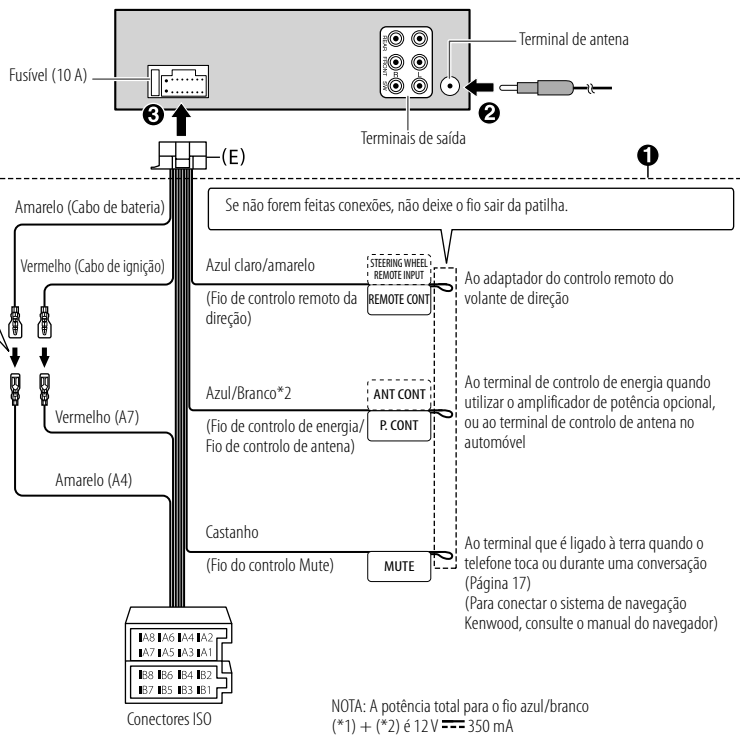 REAR
FRONT
SW
R
L
Terminal de antena
Fusível (10 A)
❸
❷
Terminais de saída
(E)
❶
Amarelo (Cabo de bateria)
Se não forem feitas conexões, não deixe o fio sair da patilha.
Vermelho (Cabo de ignição)
Azul claro/amarelo
(Fio de controlo remoto da
direção)
STEERING WHEEL
REMOTE INPUT
REMOTE CONT
Ao adaptador do controlo remoto do
volante de direção
Azul/Branco*2
(Fio de controlo de energia/
Fio de controlo de antena)
ANT CONT
P. CONT
Ao terminal de controlo de energia quando
utilizar o amplificador de potência opcional,
ou ao terminal de controlo de antena no
automóvel
Vermelho (A7)
Amarelo (A4)
Castanho
(Fio do controlo Mute)
MUTE
Ao terminal que é ligado à terra quando o
telefone toca ou durante uma conversação
(Página 17)
(Para conectar o sistema de navegação
Kenwood, consulte o manual do navegador)
A8 A6 A4 A2
A7 A5 A3 A1
B8 B6 B4 B2
B7 B5 B3 B1
Conectores ISO
NOTA: A potência total para o fio azul/branco
(*1) + (*2) é 12 V ⎓ 350 mA